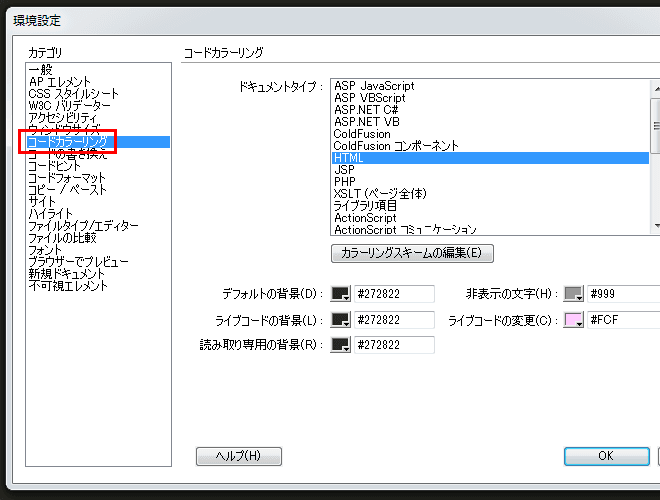 環境設定
カテゴリ
一般
AP エレメント
CSS スタイルシート
W3C バリデーター
アクセシビリティ
ウィンドウサイズ
コードカラーリング
コードの書き換え
コードヒント
コードフォーマット
コピー / ペースト
サイト
ハイライト
ファイルタイプ/エディター
ファイルの比較
フォント
ブラウザーでプレビュー
新規ドキュメント
不可視エレメント
コードカラーリング
ドキュメントタイプ :
ASP JavaScript
ASP VBScript
ASP.NET C#
ASP.NET VB
ColdFusion
ColdFusion コンポーネント
HTML
JSP
PHP
XSLT (ページ全体)
ライブラリ項目
ActionScript
ActionScript コミュニケーション
カラーリングスキームの編集(E)
デフォルトの背景(D) : #272822 非表示の文字(H) : #999
ライブコードの背景(L) : #272822 ライブコードの変更(C) : #FCF
読み取り専用の背景(R) : #272822
ヘルプ(H) OK